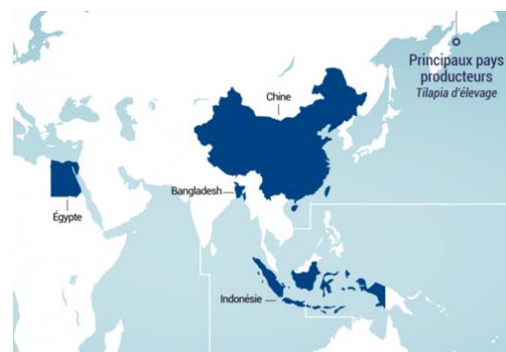 Principaux pays
producteurs
Tilapia d'élevage
Chine
Bangladesh
Égypte
Indonésie